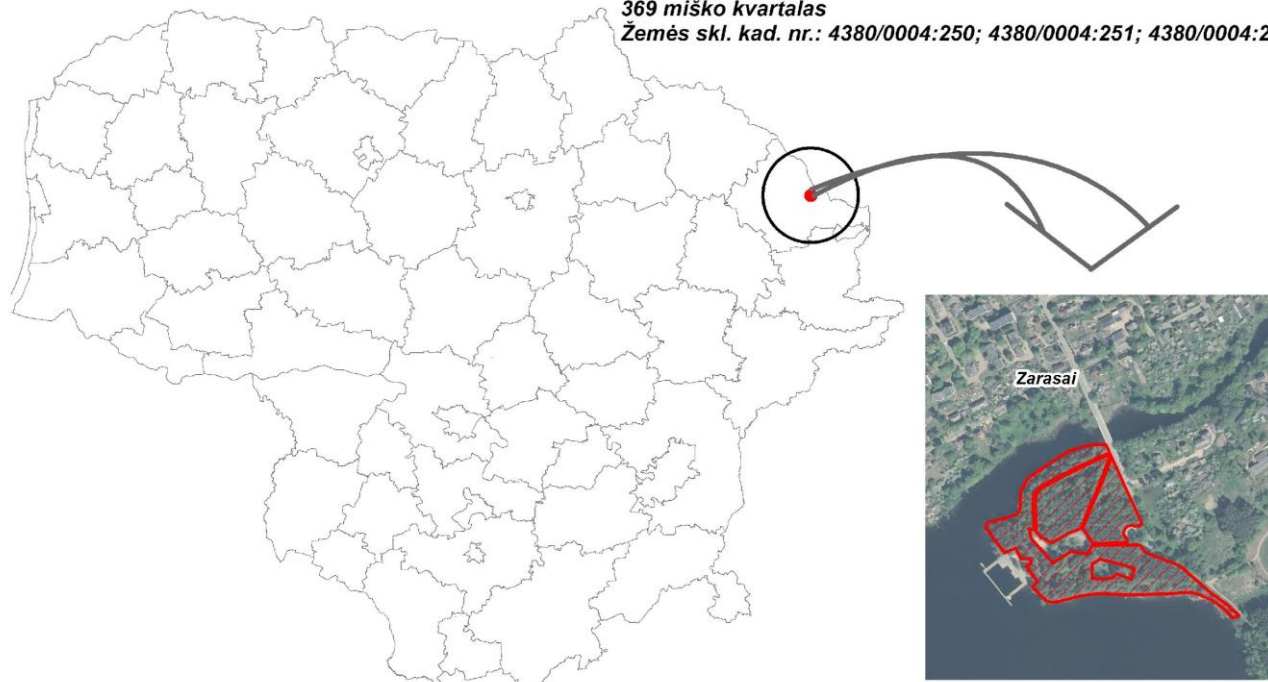 369 miško kvartalas
Žemės skl. kad. nr.: 4380/0004:250; 4380/0004:251; 4380/0004:2
Zarasai